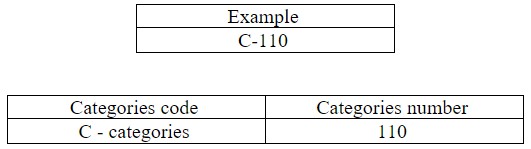 Example
C-110
Categories code Categories number
C - categories 110